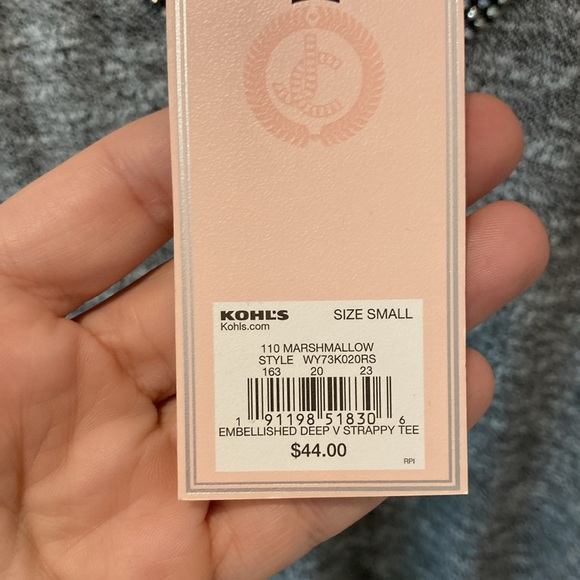 KOHL'S SIZE SMALL
Kohls.com
110 MARSHMALLOW
STYLE WY73K020RS
163 20 23
1 91198 51830 6
EMBELLISHED DEEP V STRAPPY TEE
$44.00
RPI